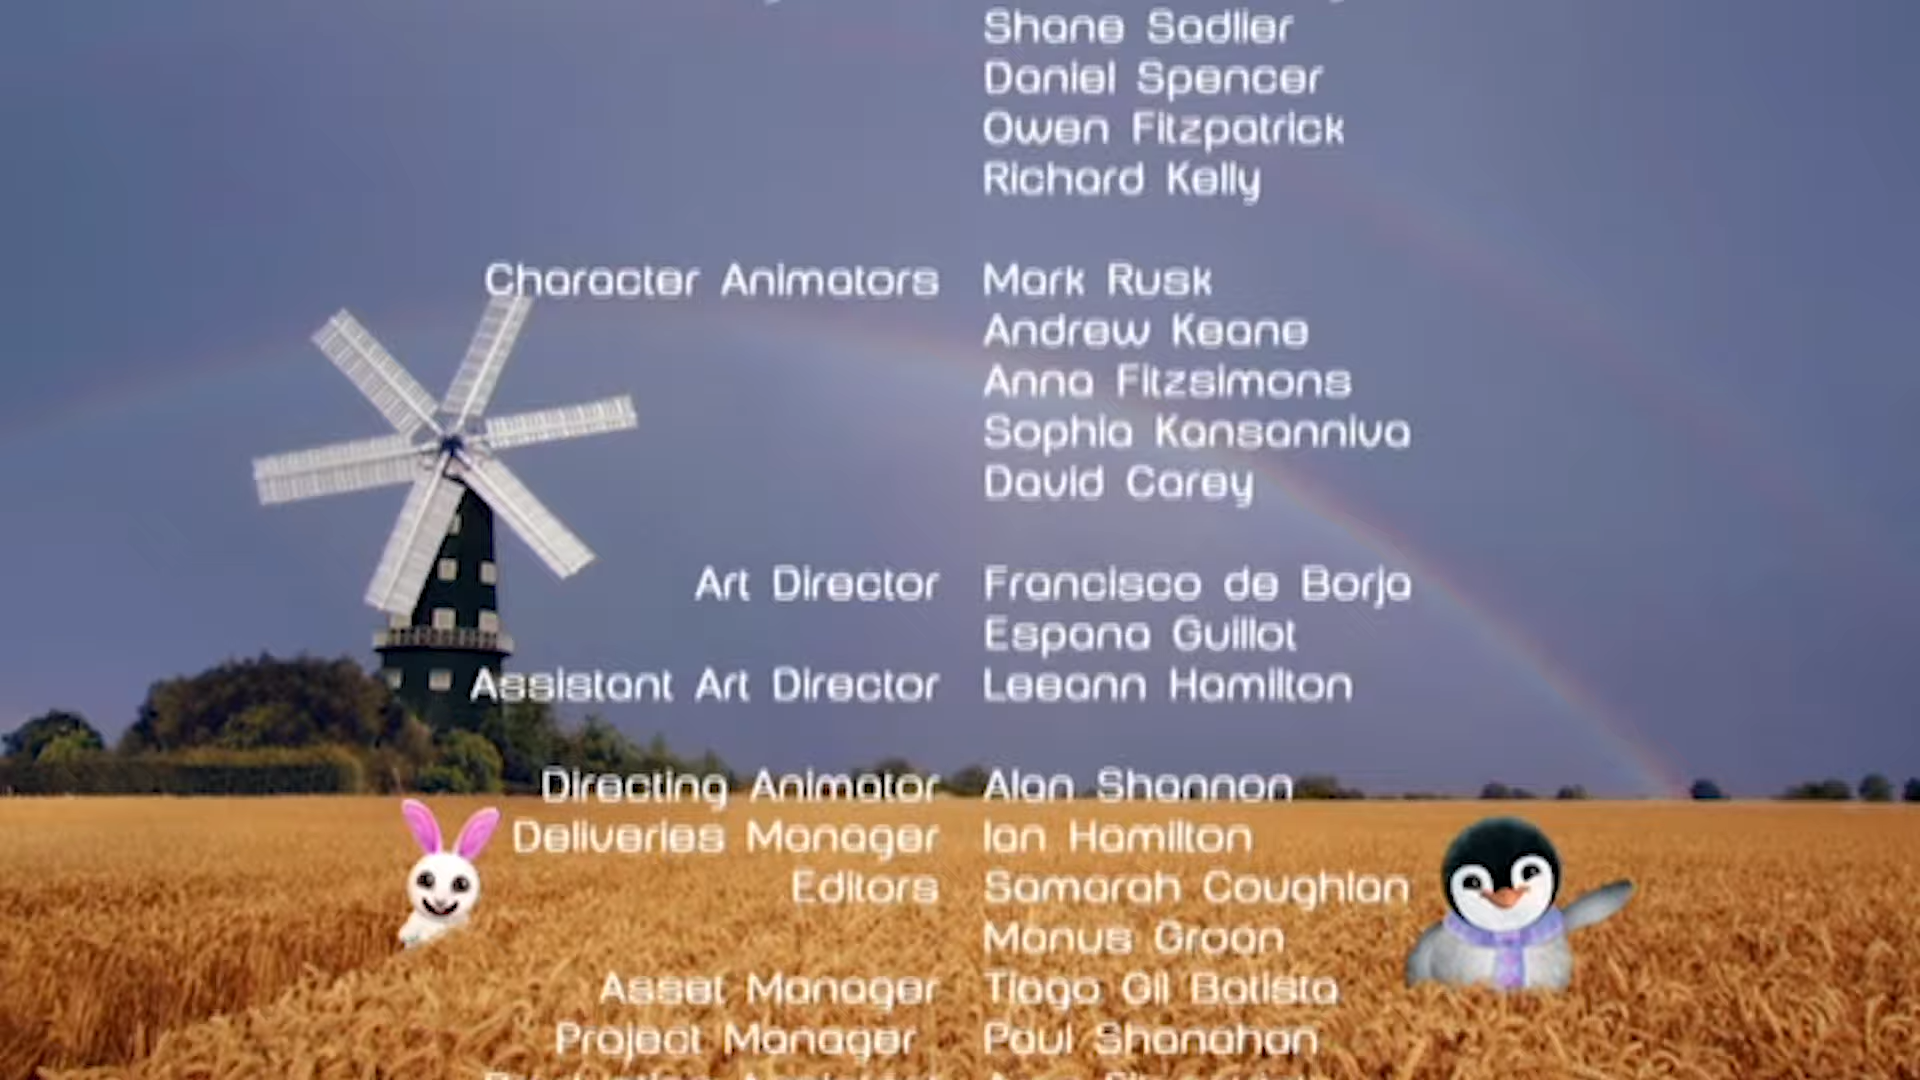 Shane Sadlier
Daniel Spencer
Owen Fitzpatrick
Richard Kelly
Character Animators Mark Rusk
Andrew Keane
Anna Fitzsimons
Sophia Kansanniva
David Carey
Art Director Francisco de Borja
Espana Guillot
Assistant Art Director Leeann Hamilton
Directing Animator Alan Shannon
Deliveries Manager Ian Hamilton
Editors Samarah Coughlan
Manus Groan
Asset Manager Tiago Gil Batista
Project Manager Paul Shanahan